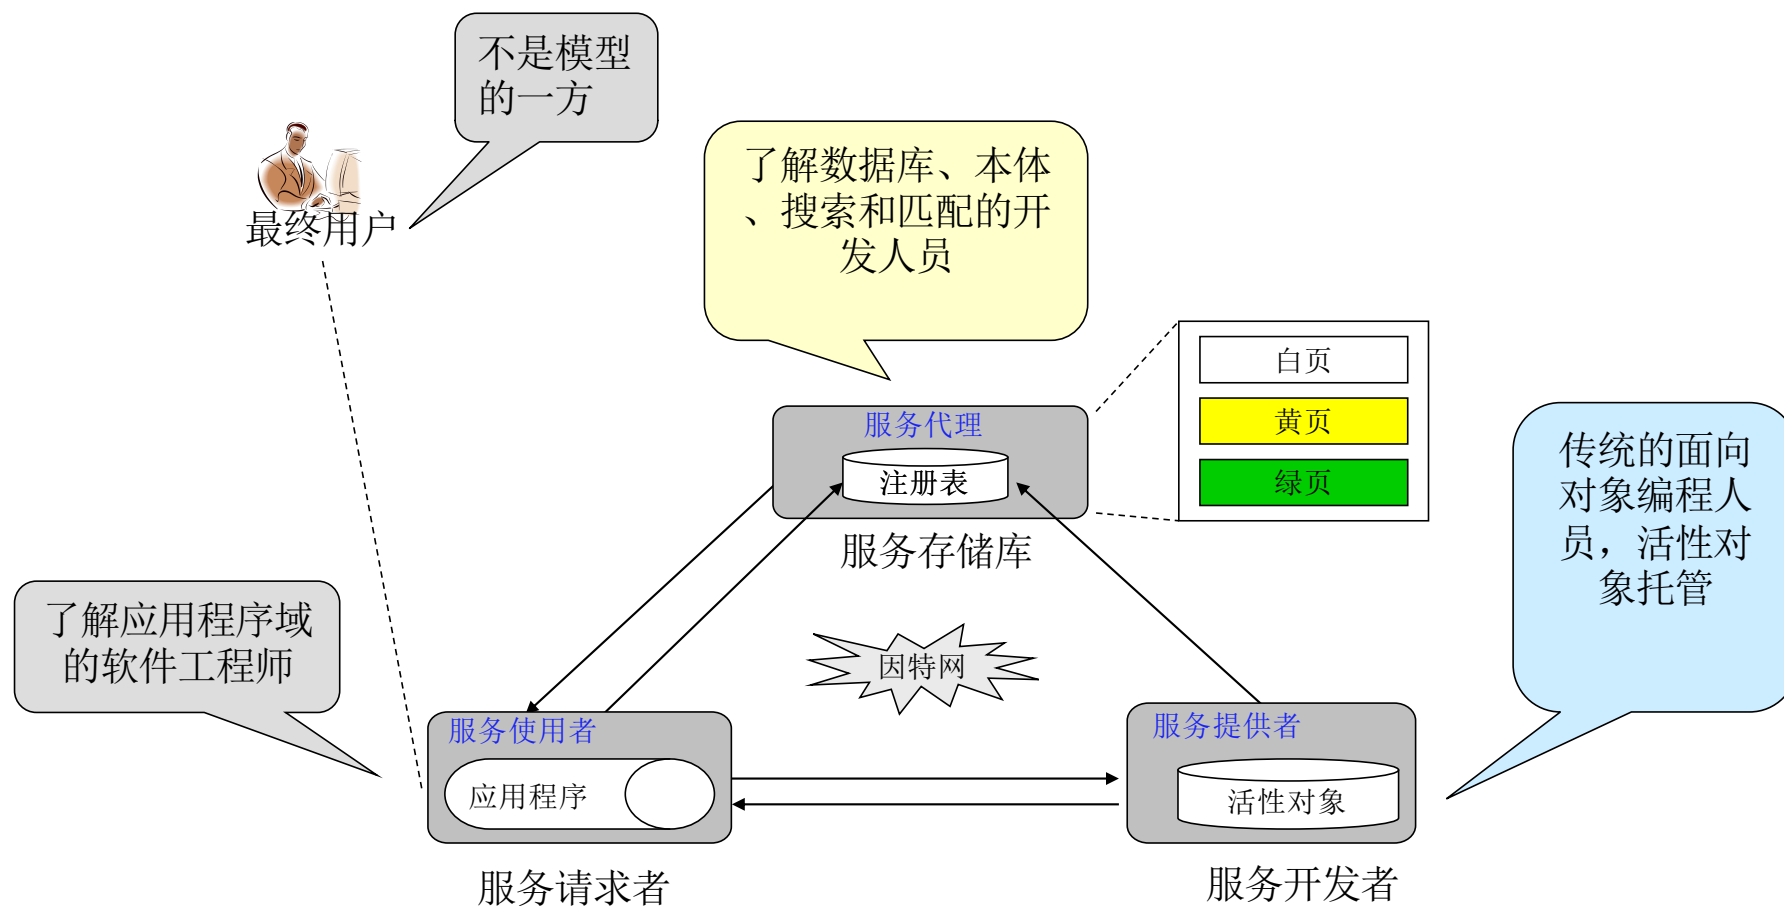 不是模型
的一方
最终用户
了解数据库、本体
、搜索和匹配的开
发人员
白页
黄页
绿页
服务代理
注册表
服务存储库
传统的面向
对象编程人
员，活性对
象托管
了解应用程序域
的软件工程师
因特网
服务使用者
应用程序
服务请求者
服务提供者
活性对象
服务开发者